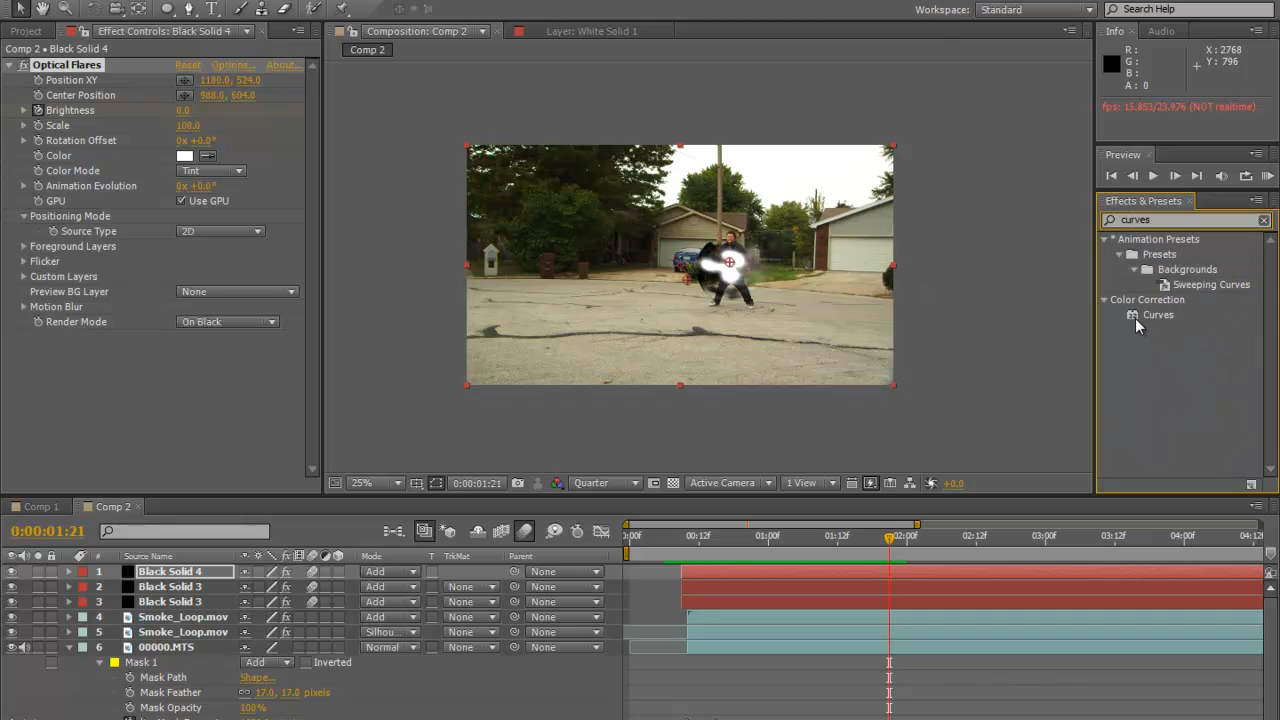 Workspace: Standard Search Help
Project Effect Controls: Black Solid 4 Composition: Comp 2 Layer: White Solid 1 Info Audio
Comp 2 • Black Solid 4 Comp 2 R: X: 2768
G: Y: 796
B:
A: 0
fx Optical Flares Reset Options... About...
Position XY 1180.0, 524.0
Center Position 988.0, 604.0 fps: 15.853/23.976 (NOT realtime)
Brightness 0.0
Scale 100.0
Rotation Offset 0x +0.0°
Color Preview
Color Mode Tint
Animation Evolution 0x +0.0°
GPU Use GPU Effects & Presets
Positioning Mode curves
Source Type 2D * Animation Presets
Foreground Layers Presets
Flicker Backgrounds
Custom Layers Sweeping Curves
Preview BG Layer None Color Correction
Motion Blur Curves
Render Mode On Black
25% 0:00:01:21 Quarter Active Camera 1 View +0.0
Comp 1 Comp 2
0:00:01:21 00f 00:12f 01:00f 01:12f 02:00f 02:12f 03:00f 03:12f 04:00f 04:12f
# Source Name fx Mode T TrkMat Parent
1 Black Solid 4 fx Add None
2 Black Solid 3 fx Add None None
3 Black Solid 3 fx Add None None
4 Smoke_Loop.mov fx Add None None
5 Smoke_Loop.mov fx Silhou... None None
6 00000.MTS Normal None None
Mask 1 Add Inverted
Mask Path Shape...
Mask Feather 17.0, 17.0 pixels
Mask Opacity 100%